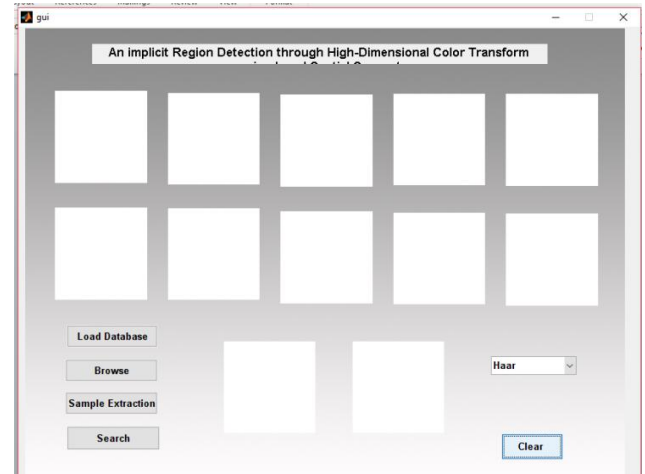 gui
An implicit Region Detection through High-Dimensional Color Transform
Load Database
Browse
Haar
Sample Extraction
Search
Clear